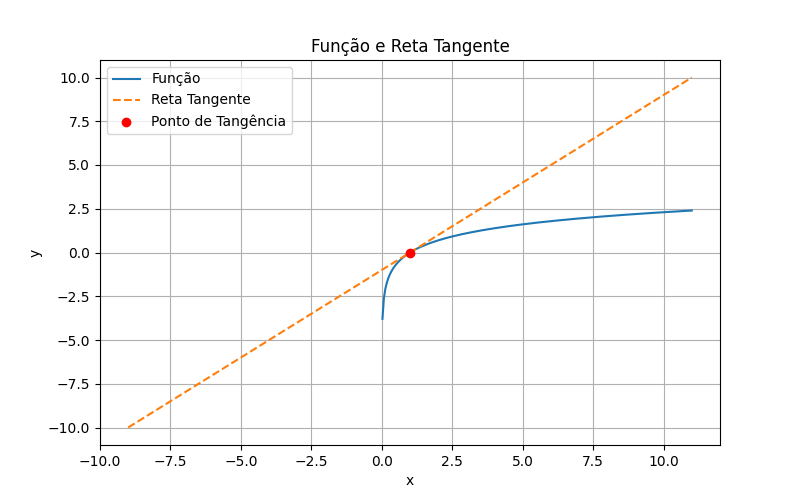 Função e Reta Tangente
Função
Reta Tangente
Ponto de Tangência
10.0
7.5
5.0
2.5
0.0
−2.5
−5.0
−7.5
−10.0
y
−10.0 −7.5 −5.0 −2.5 0.0 2.5 5.0 7.5 10.0
x